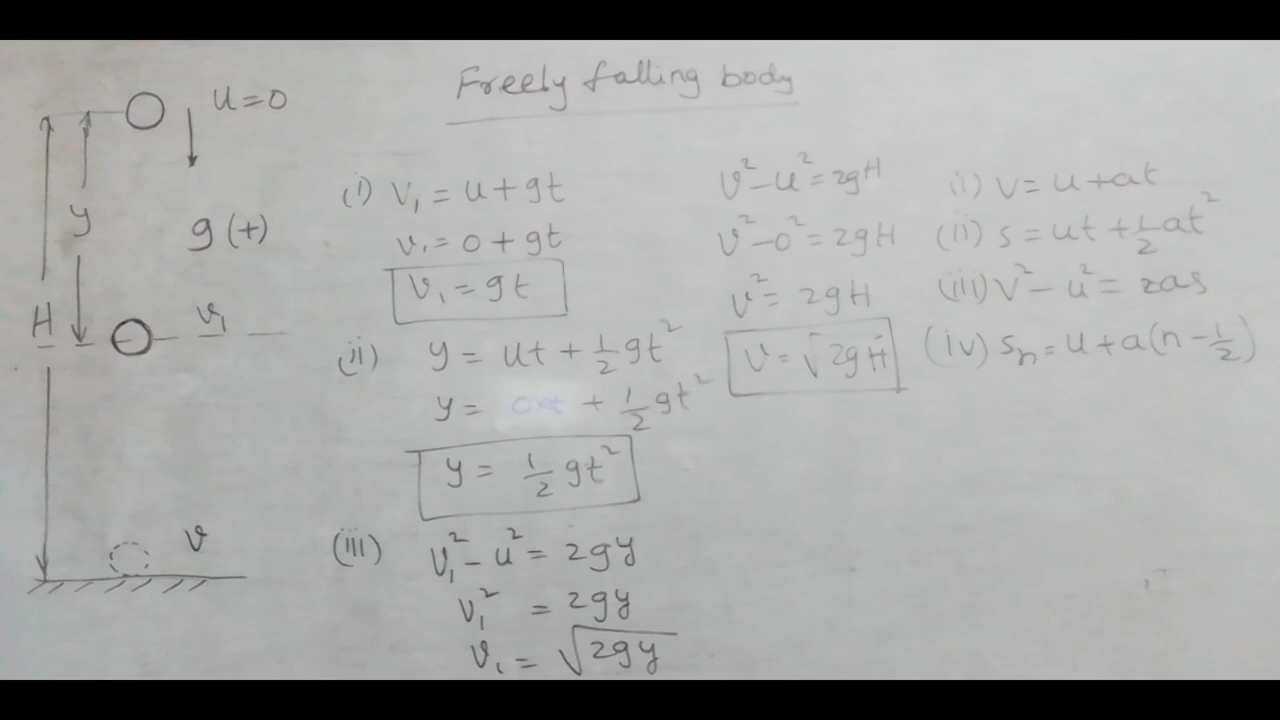 Freely falling body
u=0
y
g (+)
H
v₁
v
(i) v₁ = u + gt
v₁ = 0 + gt
v₁ = gt
(ii) y = ut + 1/2 gt²
y = 0xt + 1/2 gt²
y = 1/2 gt²
(iii) v₁² - u² = 2gy
v₁² = 2gy
v₁ = √2gy
v² - u² = 2gH
v² - 0² = 2gH
v² = 2gH
v = √2gH
(i) v = u + at
(ii) s = ut + 1/2 at²
(iii) v² - u² = 2as
(iv) sₙ = u + a(n - 1/2)